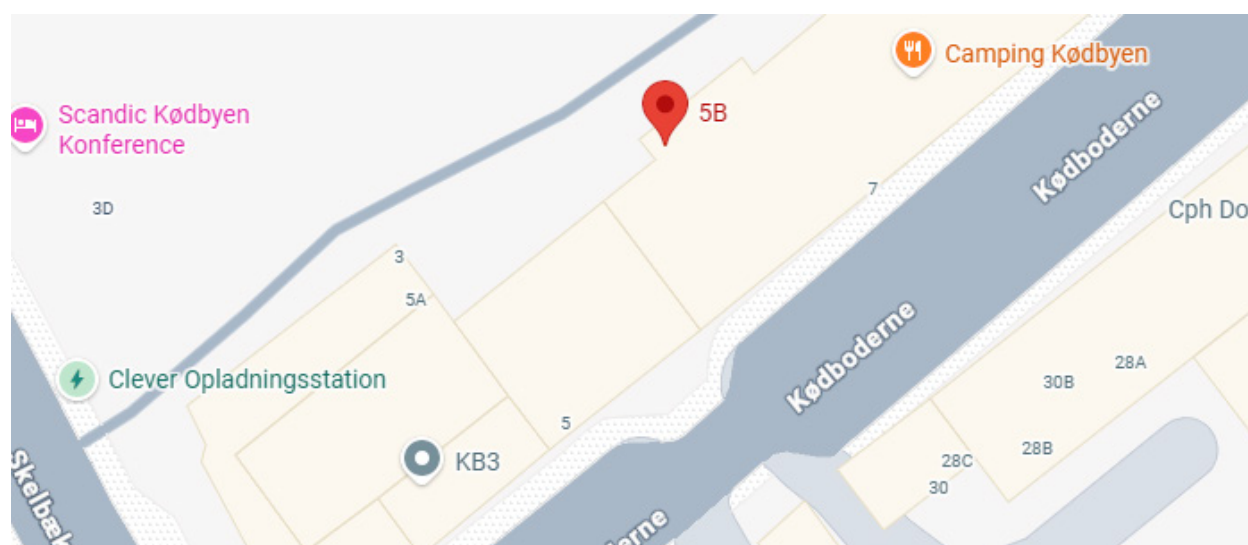 Camping Kødbyen
5B
Scandic Kødbyen
Konference
Kødboderne
7
3D
Cph Do
3
5A
Kødboderne
28A
30B
Clever Opladningsstation
5
28B
KB3
28C
30
Skelbæk
erne